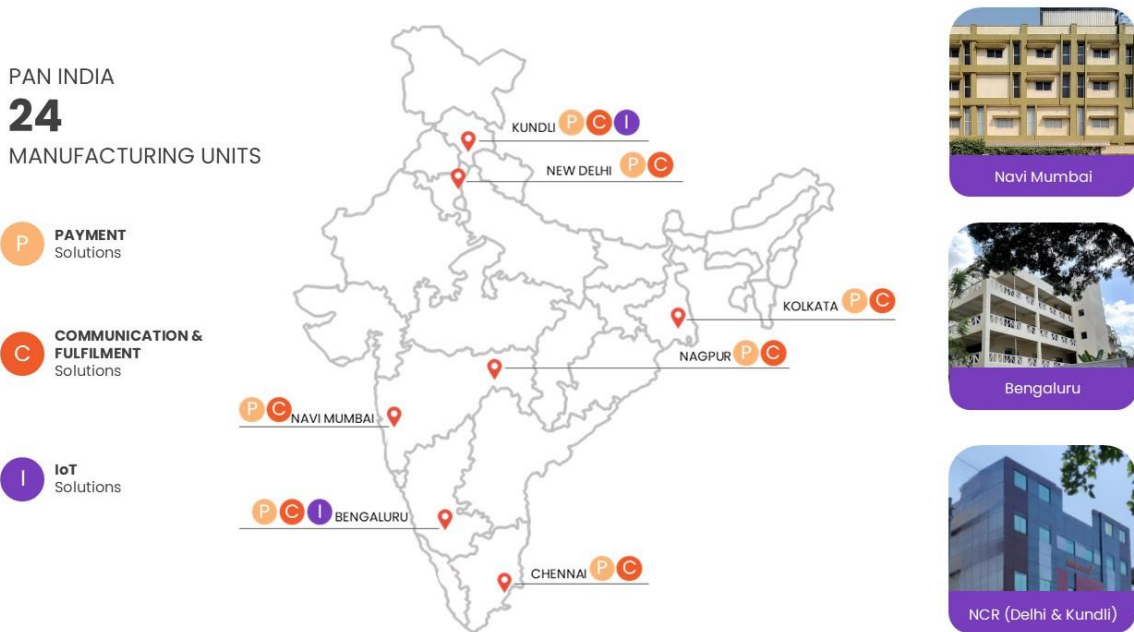 PAN INDIA
24
MANUFACTURING UNITS
P
PAYMENT
Solutions
C
COMMUNICATION &
FULFILMENT
Solutions
I
IoT
Solutions
KUNDLI P C I
NEW DELHI P C
KOLKATA P C
NAGPUR P C
P C NAVI MUMBAI
P C I BENGALURU
CHENNAI P C
Navi Mumbai
Bengaluru
NCR (Delhi & Kundli)